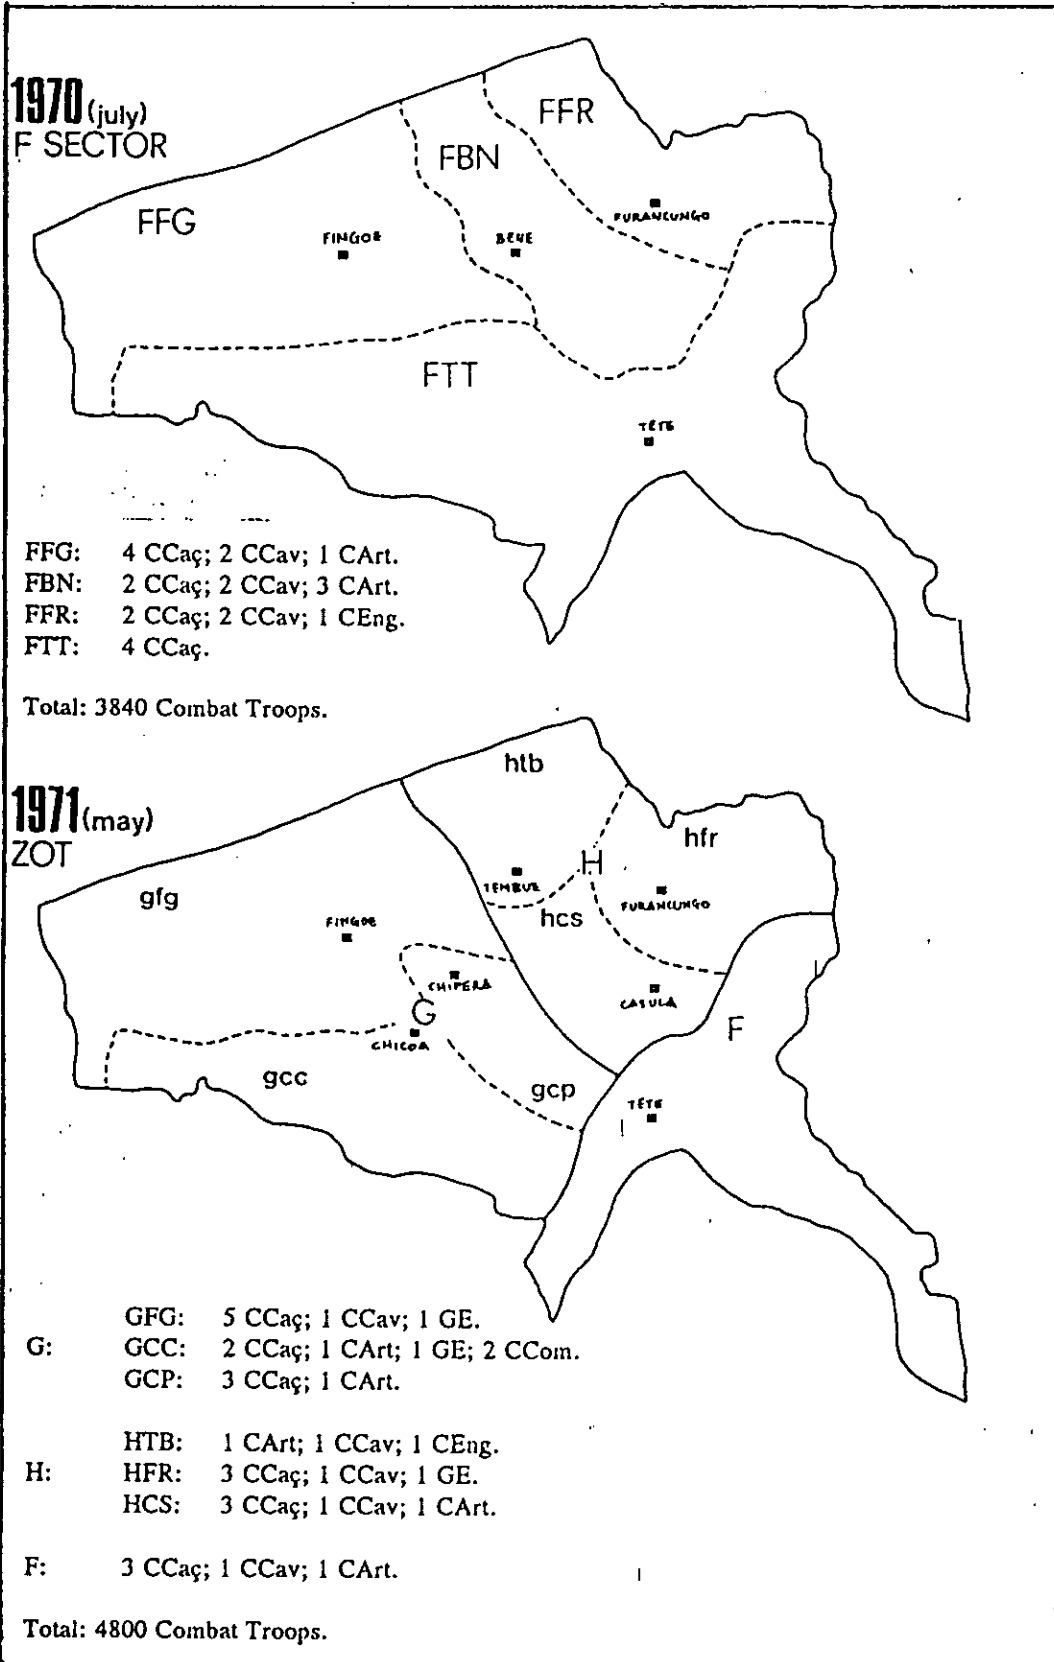 1970 (july)
F SECTOR
FFR
FBN
FFG
FURANCUNGO
FINGOE
BENE
FTT
TÉTE
FFG: 4 CCaç; 2 CCav; 1 CArt.
FBN: 2 CCaç; 2 CCav; 3 CArt.
FFR: 2 CCaç; 2 CCav; 1 CEng.
FTT: 4 CCaç.
Total: 3840 Combat Troops.
1971 (may)
ZOT
htb
hfr
H
gfg
TEMBUE
FURANCUNGO
hcs
FINGOE
CHIPERA
CASULA
G
F
CHICOA
gcc
gcp
TÉTE
GFG: 5 CCaç; 1 CCav; 1 GE.
G: GCC: 2 CCaç; 1 CArt; 1 GE; 2 CCom.
GCP: 3 CCaç; 1 CArt.
HTB: 1 CArt; 1 CCav; 1 CEng.
H: HFR: 3 CCaç; 1 CCav; 1 GE.
HCS: 3 CCaç; 1 CCav; 1 CArt.
F: 3 CCaç; 1 CCav; 1 CArt.
Total: 4800 Combat Troops.